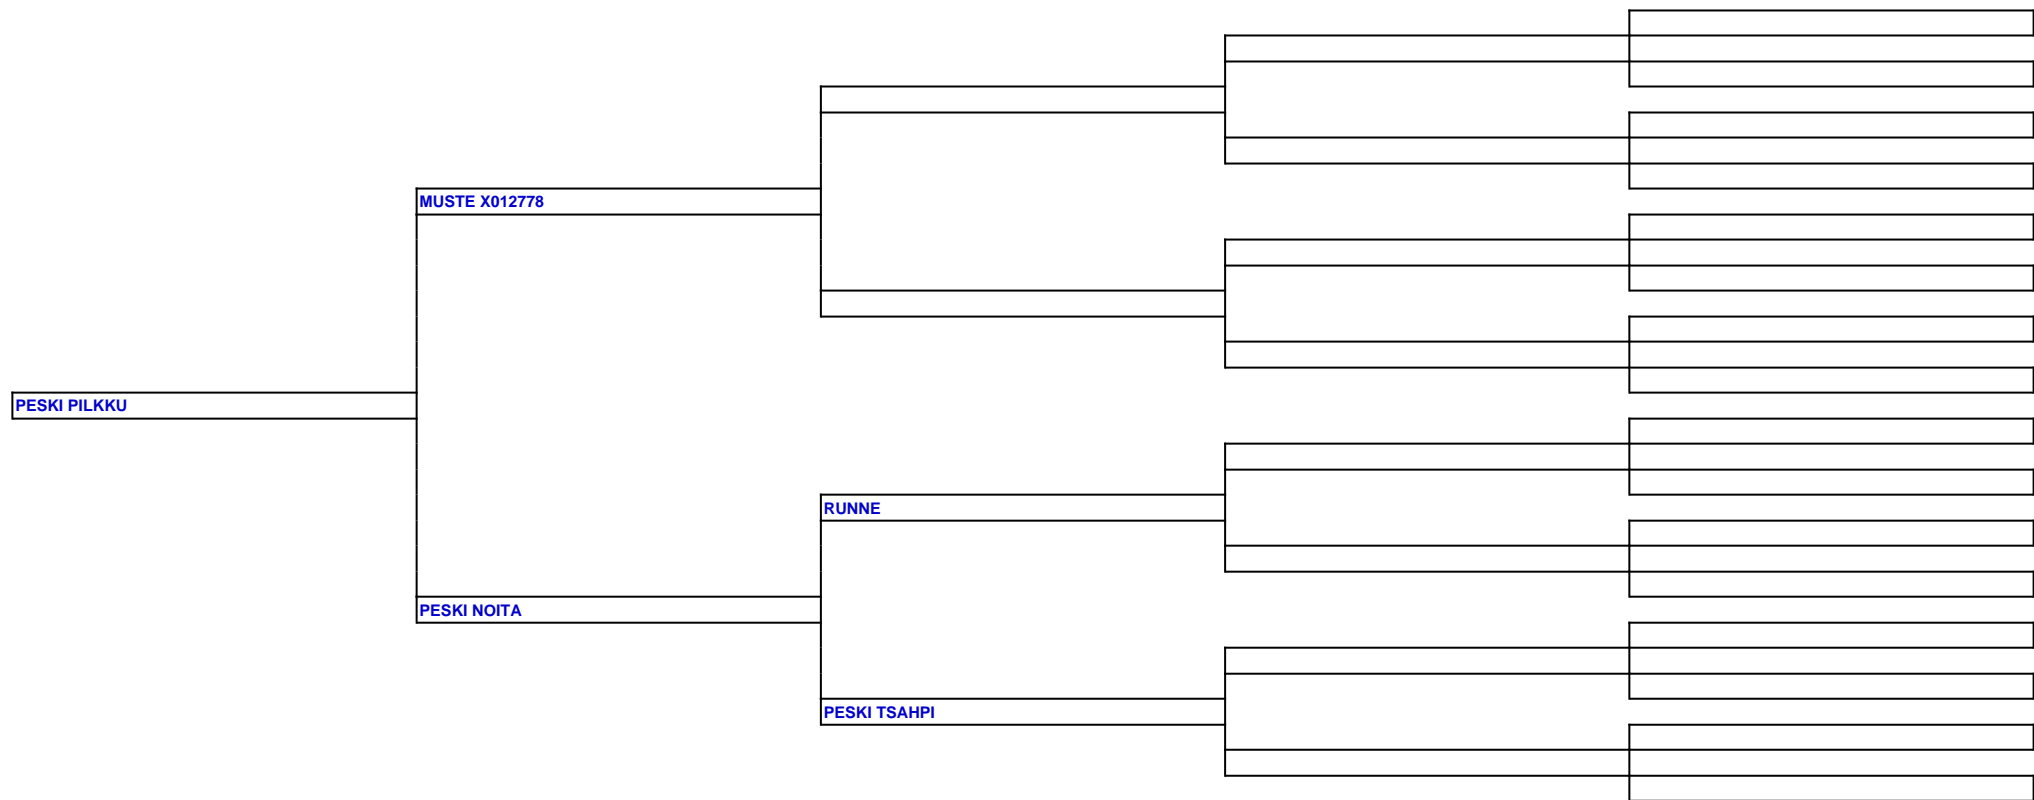 MUSTE X012778
PESKI PILKKU
RUNNE
PESKI NOITA
PESKI TSAHPI